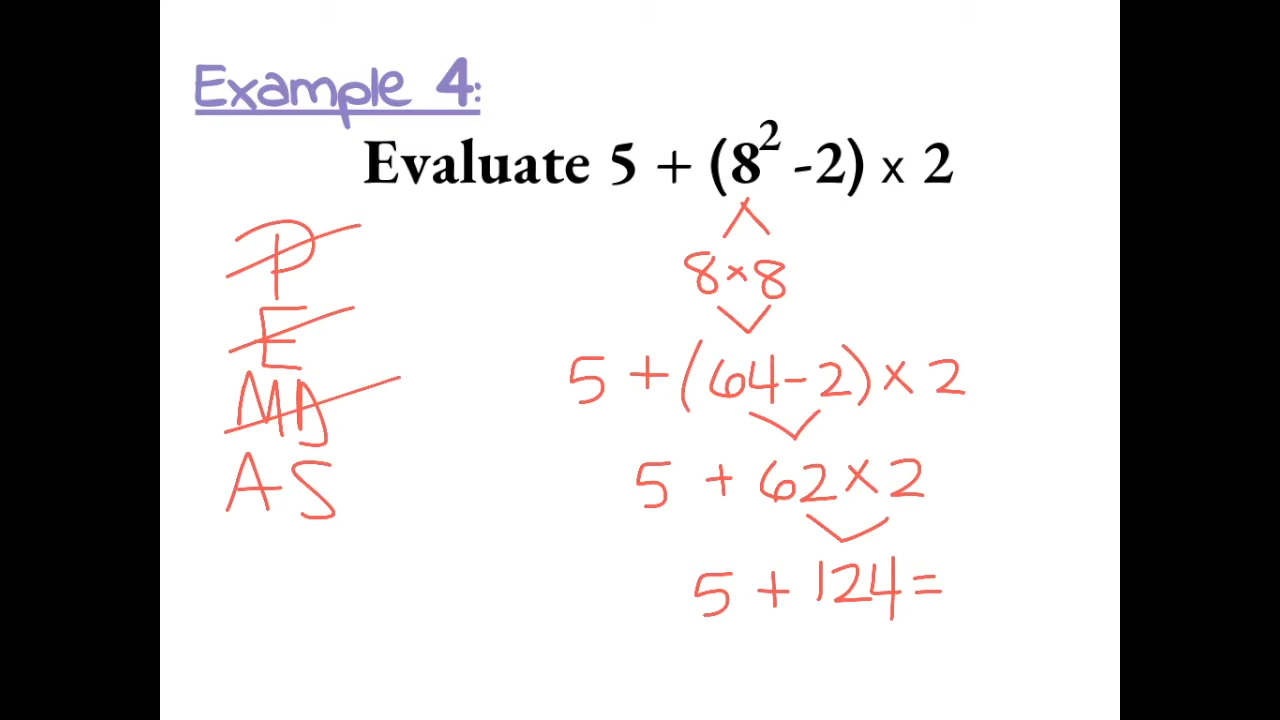 Example 4:
Evaluate 5 + (8² -2) × 2
P
E
MD
AS
8×8
5 + (64-2) × 2
5 + 62 × 2
5 + 124 =